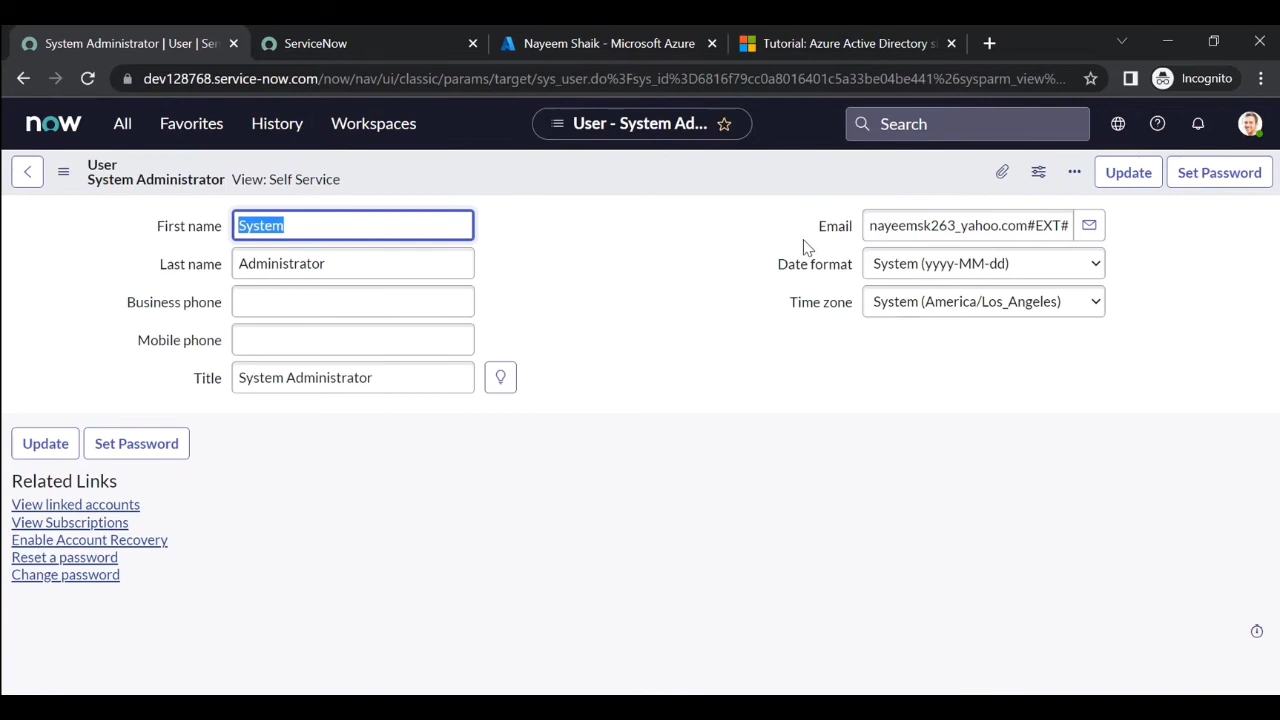 System Administrator | User | Ser
ServiceNow
Nayeem Shaik - Microsoft Azure
Tutorial: Azure Active Directory s
dev128768.service-now.com/now/nav/ui/classic/params/target/sys_user.do%3Fsys_id%3D6816f79cc0a8016401c5a33be04be441%26sysparm_view%...
Incognito
now
All
Favorites
History
Workspaces
User - System Ad...
Search
User
System Administrator View: Self Service
Update
Set Password
First name
System
Email
nayeemsk263_yahoo.com#EXT#
Last name
Administrator
Date format
System (yyyy-MM-dd)
Business phone
Time zone
System (America/Los_Angeles)
Mobile phone
Title
System Administrator
Update
Set Password
Related Links
View linked accounts
View Subscriptions
Enable Account Recovery
Reset a password
Change password